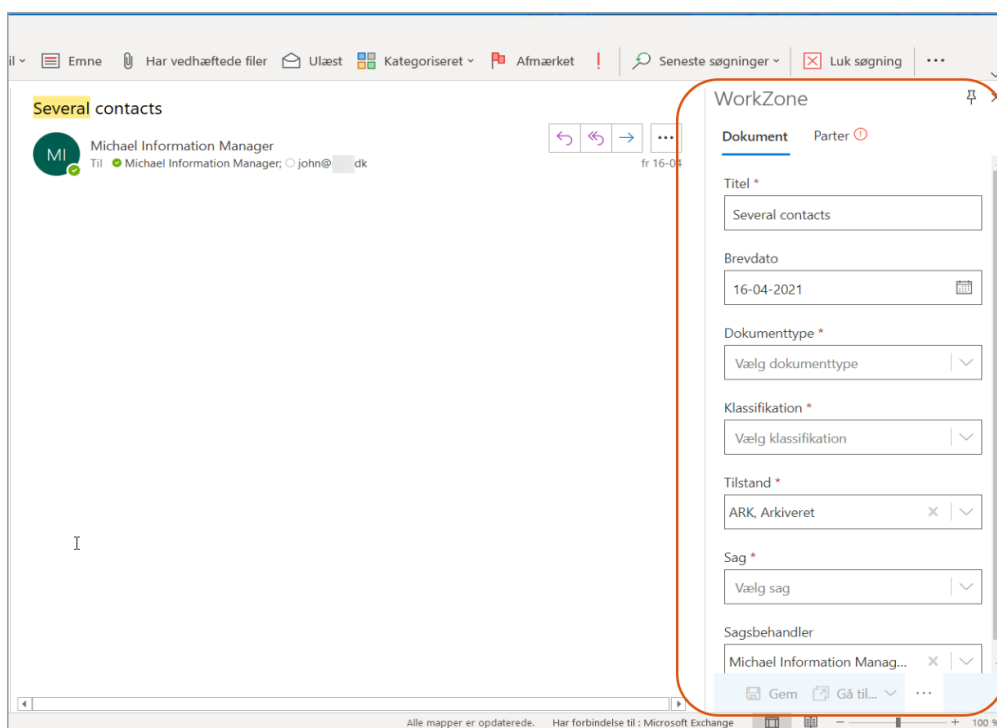 il Emne Har vedhæftede filer Ulæst Kategoriseret Afmærket ! Seneste søgninger Luk søgning ...
Several contacts
MI
Michael Information Manager
Til Michael Information Manager; john@ dk
fr 16-04
WorkZone
Dokument Parter
Titel *
Several contacts
Brevdato
16-04-2021
Dokumenttype *
Vælg dokumenttype
Klassifikation *
Vælg klassifikation
Tilstand *
ARK, Arkiveret
Sag *
Vælg sag
Sagsbehandler
Michael Information Manag...
Gem Gå til... ...
Alle mapper er opdaterede. Har forbindelse til : Microsoft Exchange 100 %